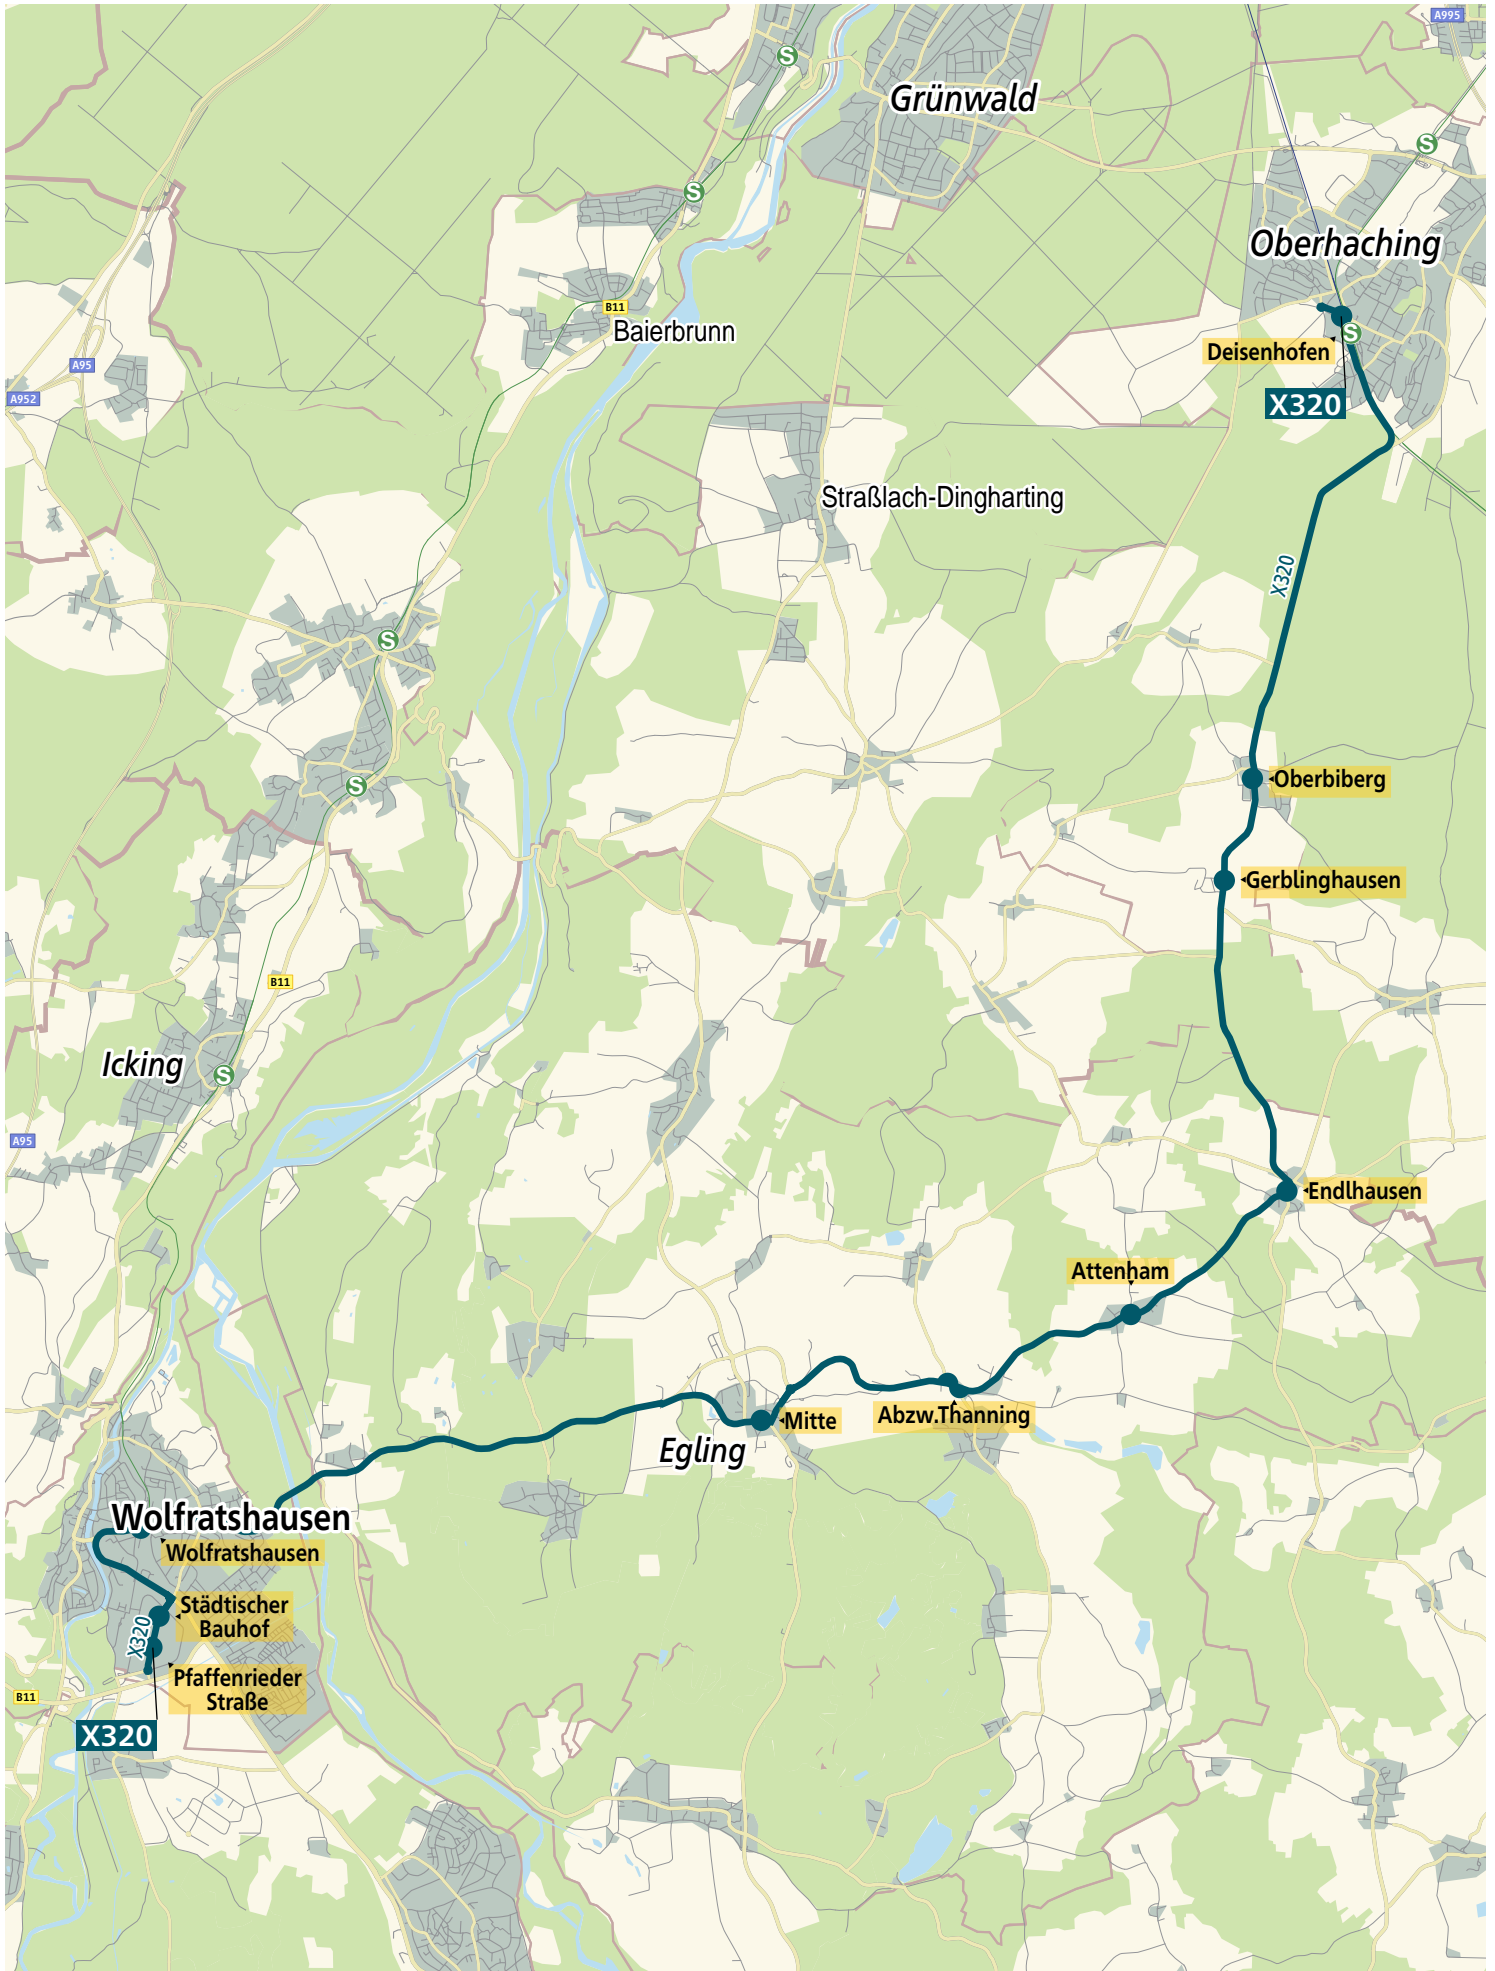 A995
S
Grünwald
S
S
Oberhaching
B11
Baierbrunn
S
Deisenhofen
A95
A952
X320
Straßlach-Dingharting
X320
S
Oberbiberg
S
Gerblinghausen
B11
Icking
S
A95
Endlhausen
Attenham
Mitte
Abzw.Thanning
Egling
Wolfratshausen
Wolfratshausen
Städtischer
Bauhof
X320
Pfaffenrieder
Straße
B11
X320